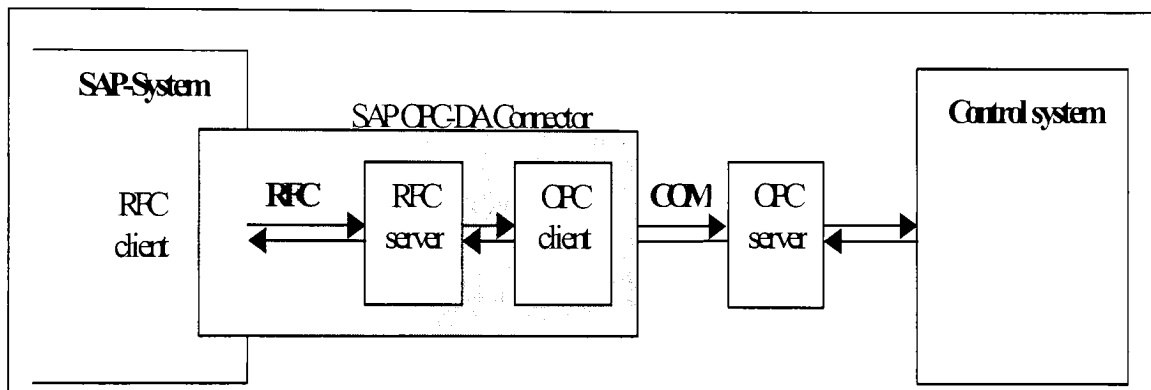 SAP-System
SAP OPC-DA Connector
Control system
RFC
client
RFC
RFC
server
OPC
client
COM
OPC
server